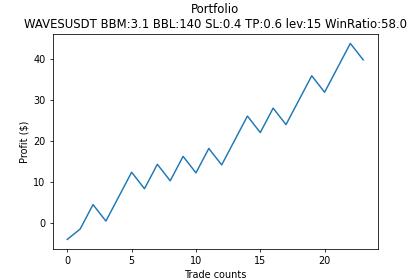 Portfolio
WAVESUSDT BBM:3.1 BBL:140 SL:0.4 TP:0.6 lev:15 WinRatio:58.0
40
30
20
10
0
Profit ($)
0 5 10 15 20
Trade counts